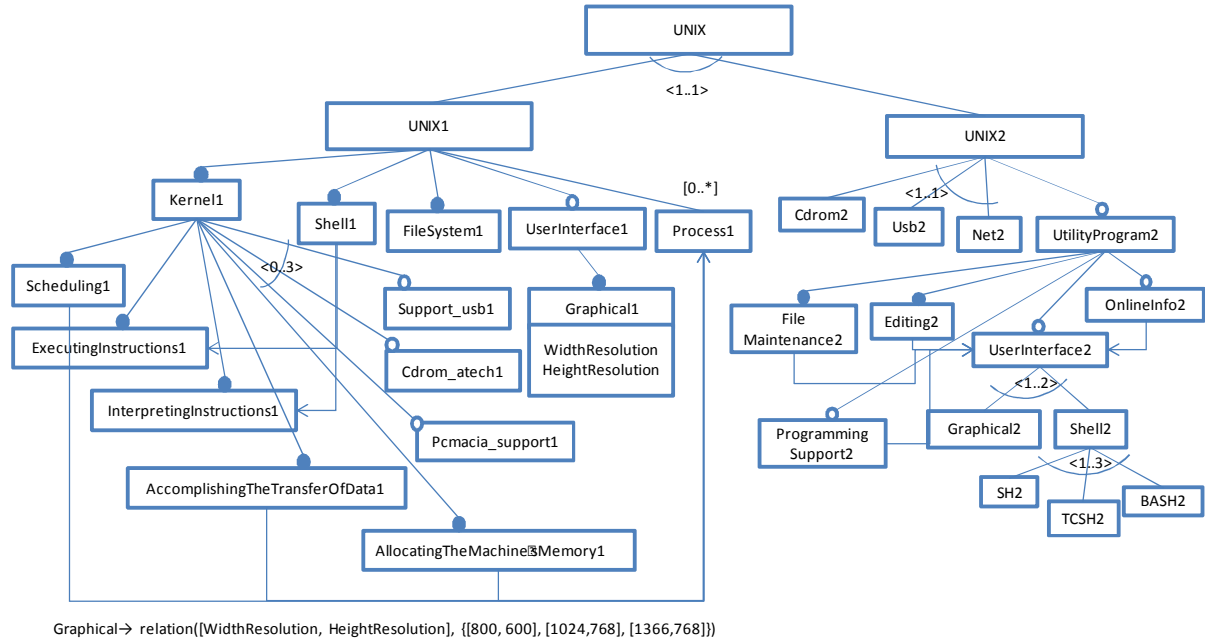 UNIX
<1..1>
UNIX1
UNIX2
[0..*]
Kernel1
Shell1
FileSystem1
UserInterface1
Process1
Cdrom2
<1..1>
Usb2
Net2
UtilityProgram2
<0..3>
Scheduling1
Support_usb1
Graphical1
WidthResolution
HeightResolution
ExecutingInstructions1
Cdrom_atech1
InterpretingInstructions1
Pcmacia_support1
AccomplishingTheTransferOfData1
AllocatingTheMachine's Memory1
File
Maintenance2
Editing2
OnlineInfo2
UserInterface2
<1..2>
Programming
Support2
Graphical2
Shell2
<1..3>
SH2
TCSH2
BASH2
Graphical→ relation([WidthResolution, HeightResolution], {[800, 600], [1024,768], [1366,768]})